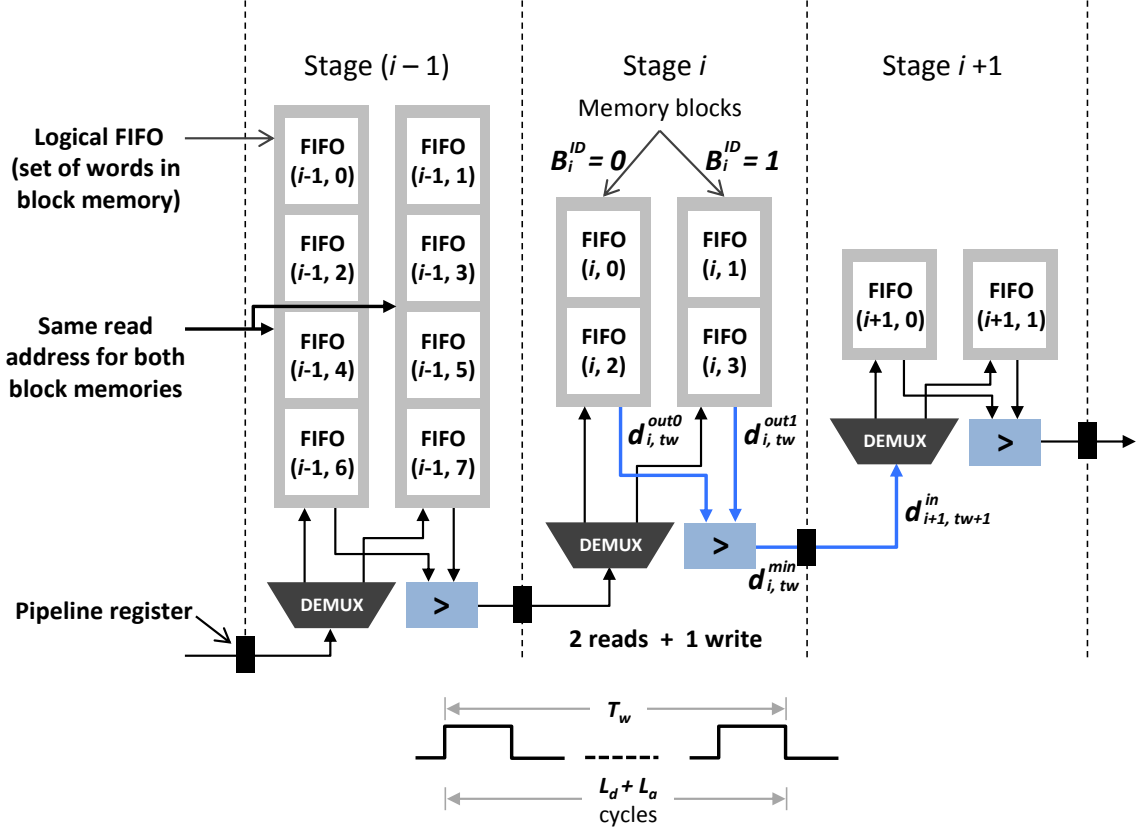 Stage (i – 1)
Stage i
Stage i +1
Memory blocks
Logical FIFO
(set of words in
block memory)
B_i^ID = 0
B_i^ID = 1
FIFO
(i-1, 0)
FIFO
(i-1, 1)
FIFO
(i-1, 2)
FIFO
(i-1, 3)
FIFO
(i, 0)
FIFO
(i, 1)
Same read
address for both
block memories
FIFO
(i-1, 4)
FIFO
(i-1, 5)
FIFO
(i, 2)
FIFO
(i, 3)
FIFO
(i+1, 0)
FIFO
(i+1, 1)
FIFO
(i-1, 6)
FIFO
(i-1, 7)
d_{i, tw}^{out0}
d_{i, tw}^{out1}
DEMUX
>
d_{i+1, tw+1}^{in}
DEMUX
>
d_{i, tw}^{min}
DEMUX
>
Pipeline register
2 reads + 1 write
T_w
L_d + L_a
cycles